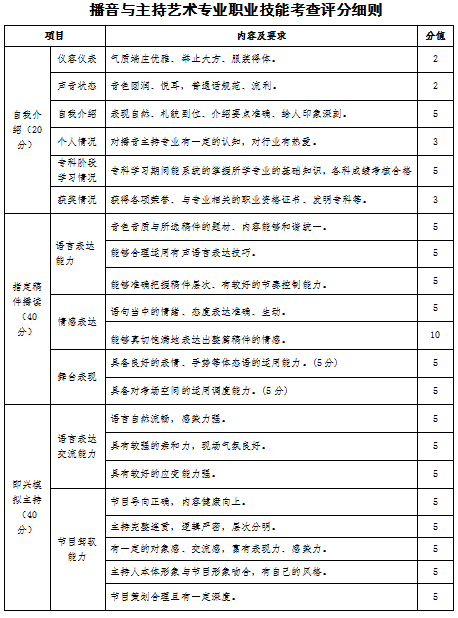 播音与主持艺术专业职业技能考查评分细则
项目 内容及要求 分值
自我介绍（20分） 仪容仪表 气质端庄优雅、举止大方、服装得体。 2
声音状态 音色圆润、悦耳，普通话规范、流利。 2
自我介绍 表现自然、礼貌到位、介绍要点准确、给人印象深刻。 5
个人情况 对播音主持专业有一定的认知，对行业有热爱。 3
专科阶段学习情况 专科学习期间能系统的掌握所学专业的基础知识，各科成绩考核合格 5
获奖情况 获得各项荣誉、与专业相关的职业资格证书、发明专科等。 3
指定稿件播读（40分） 语言表达能力 音色音质与所选稿件的题材、内容能够和谐统一。 5
能够合理运用有声语言表达技巧。 5
能够准确把握稿件层次、有较好的节奏控制能力。 5
情感表达 语句当中的情绪、态度表达准确、生动。 5
能够真切饱满地表达出整篇稿件的情感。 10
舞台表现 具备良好的表情、手势等体态语的运用能力。(5分) 5
具备对考场空间的运用调度能力。(5分) 5
即兴模拟主持（40分） 语言表达交流能力 语言自然流畅，感染力强。 5
具有较强的亲和力，现场气氛良好。 5
具有较好的应变能力强。 5
节目驾驭能力 节目导向正确，内容健康向上。 5
主持完整连贯，逻辑严密，层次分明。 5
有一定的对象感、交流感，富有表现力、感染力。 5
主持人本体形象与节目形象吻合，有自己的风格。 5
节目策划合理且有一定深度。 5